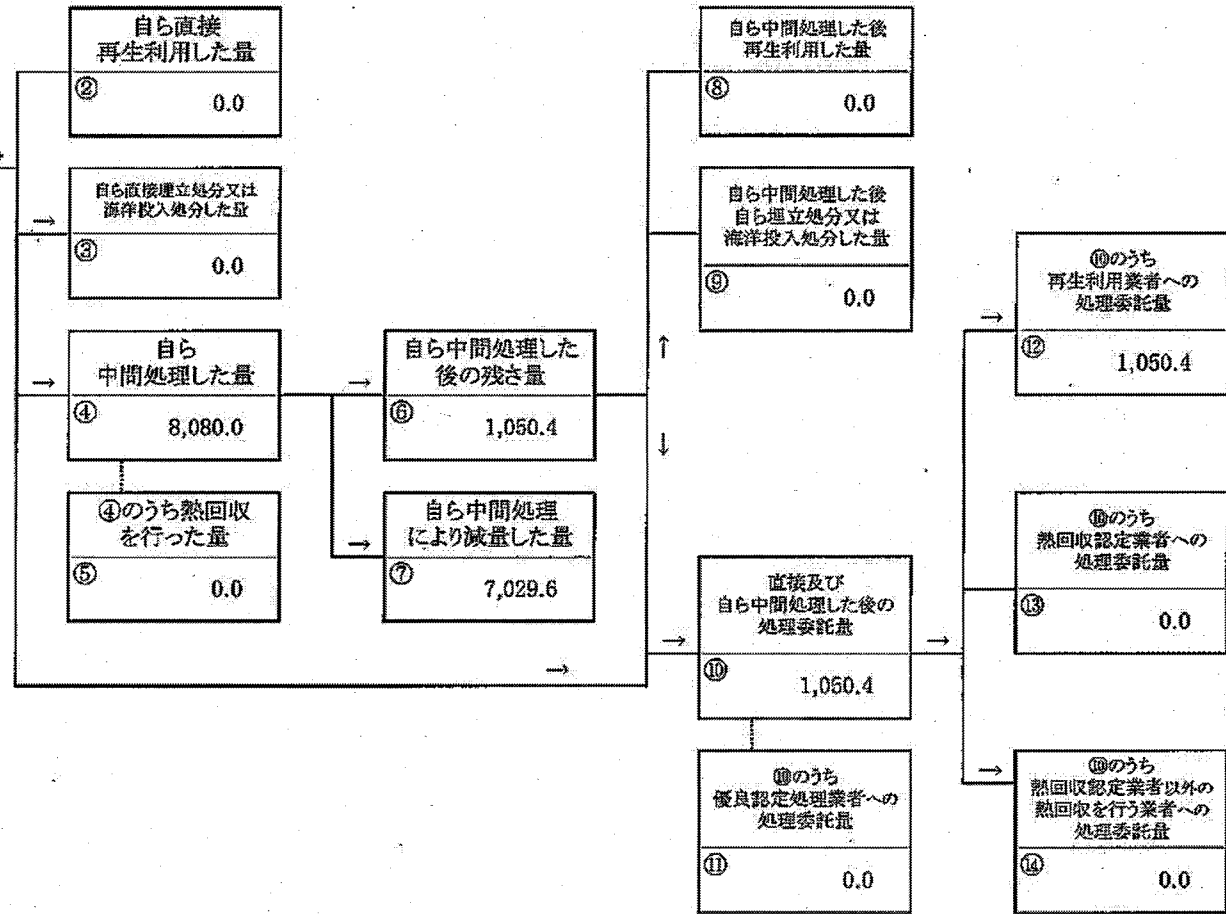 自ら直接
再生利用した量
②
0.0
自ら直接埋立処分又は
海洋投入処分した量
③
0.0
自ら
中間処理した量
④
8,080.0
④のうち熱回収
を行った量
⑤
0.0
自ら中間処理した
後の残さ量
⑥
1,050.4
自ら中間処理
により減量した量
⑦
7,029.6
自ら中間処理した後
再生利用した量
⑧
0.0
自ら中間処理した後
自ら埋立処分又は
海洋投入処分した量
⑨
0.0
直接及び
自ら中間処理した後の
処理委託量
⑩
1,050.4
⑩のうち
優良認定処理業者への
処理委託量
⑪
0.0
⑩のうち
再生利用業者への
処理委託量
⑫
1,050.4
⑩のうち
熱回収認定業者への
処理委託量
⑬
0.0
⑩のうち
熱回収認定業者以外の
熱回収を行う業者への
処理委託量
⑭
0.0